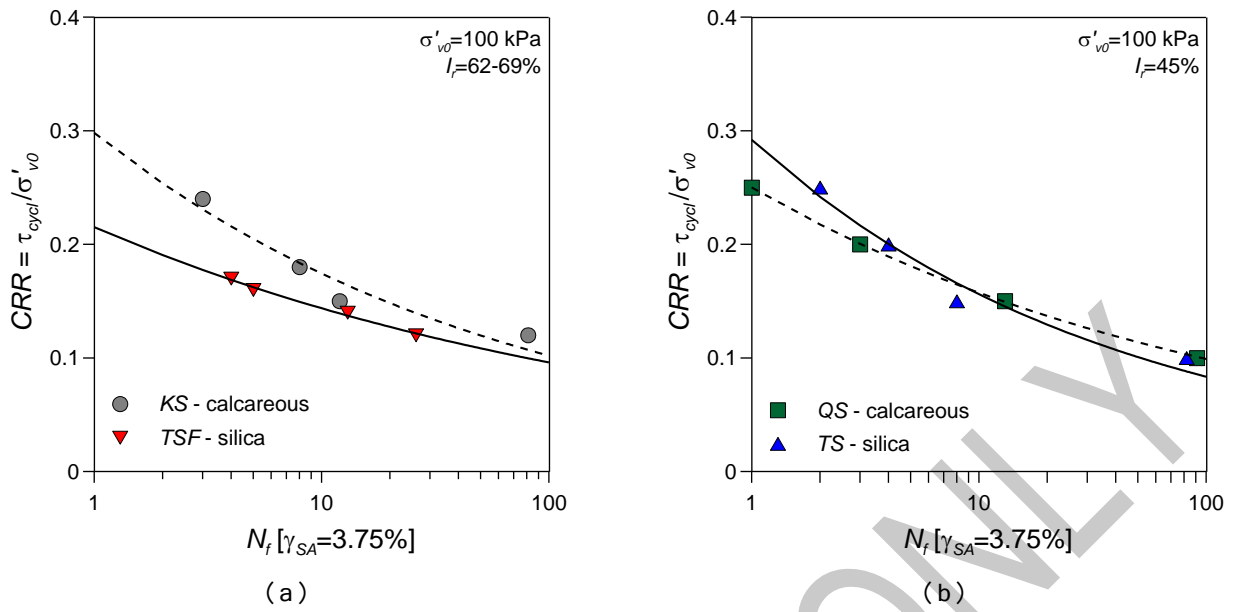 0.4
0.3
0.2
0.1
0
CRR = τcycl/σ'v0
σ'v0=100 kPa
Ir=62-69%
KS - calcareous
TSF - silica
1
10
100
Nf [γSA=3.75%]
(a)
0.4
0.3
0.2
0.1
0
CRR = τcycl/σ'v0
σ'v0=100 kPa
Ir=45%
QS - calcareous
TS - silica
1
10
100
Nf [γSA=3.75%]
(b)
ONLY